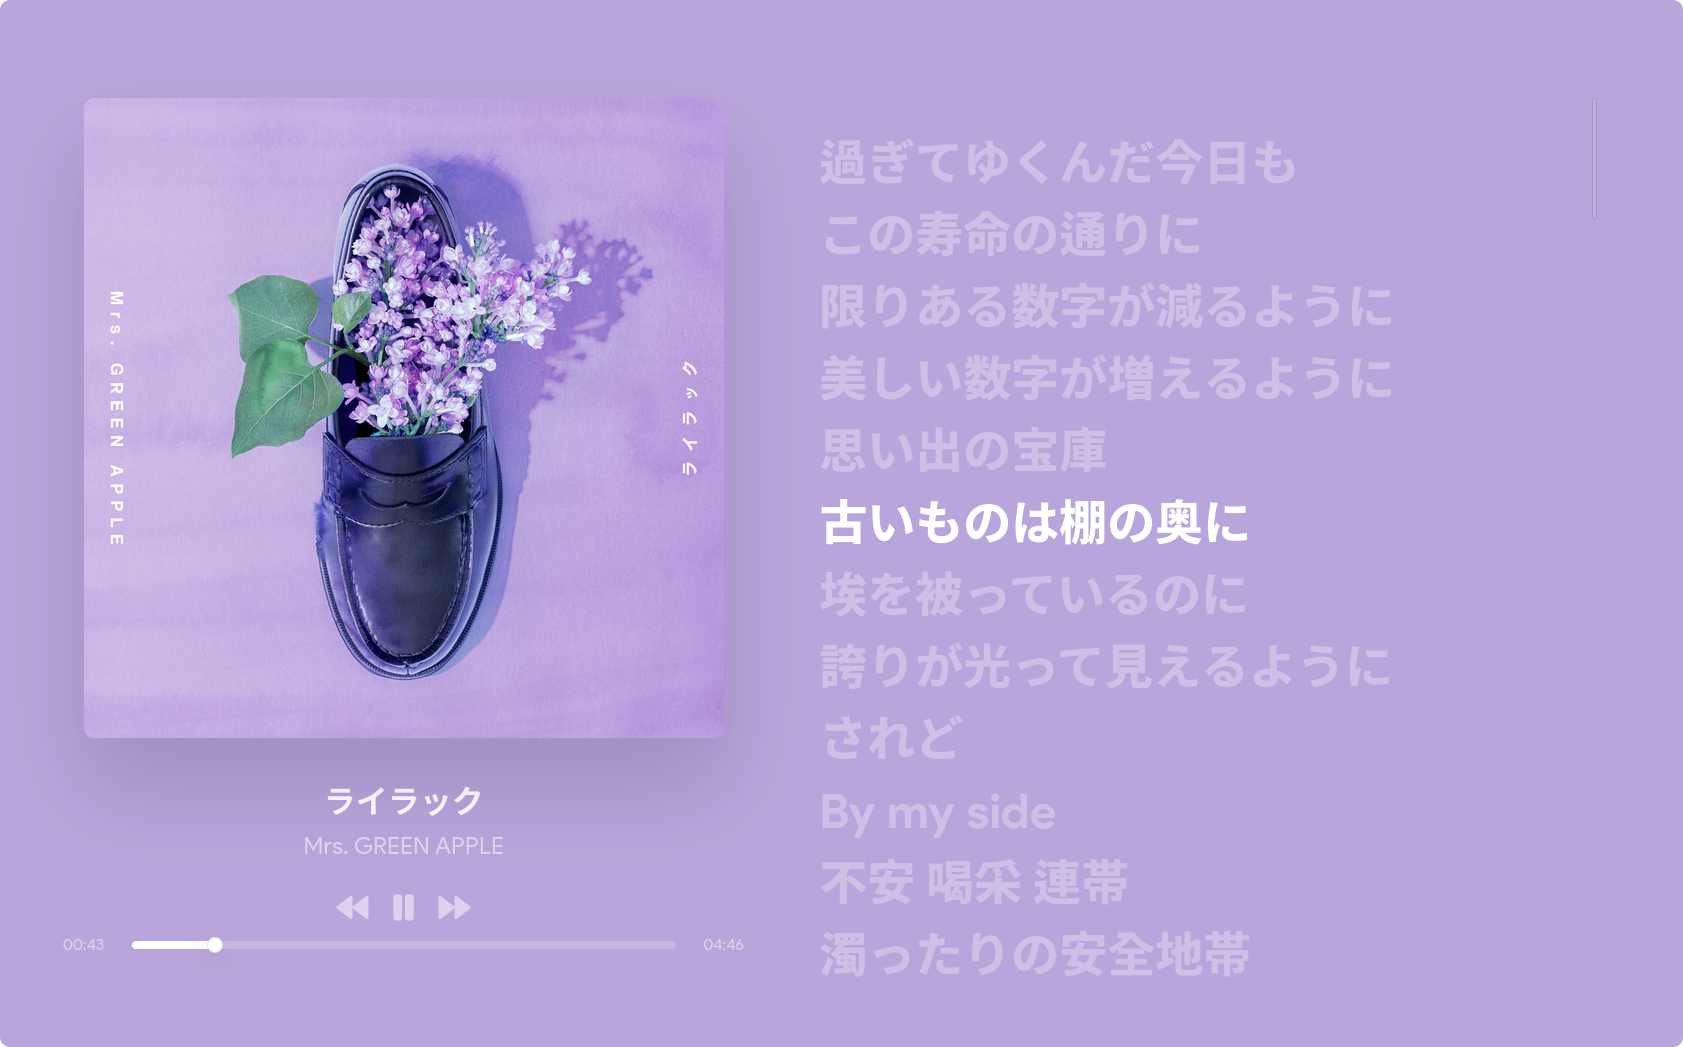 Mrs. GREEN APPLE
ライラック
ライラック
Mrs. GREEN APPLE
00:43
04:46
過ぎてゆくんだ今日も
この寿命の通りに
限りある数字が減るように
美しい数字が増えるように
思い出の宝庫
古いものは棚の奥に
埃を被っているのに
誇りが光って見えるように
されど
By my side
不安 喝采 連帯
濁ったりの安全地帯